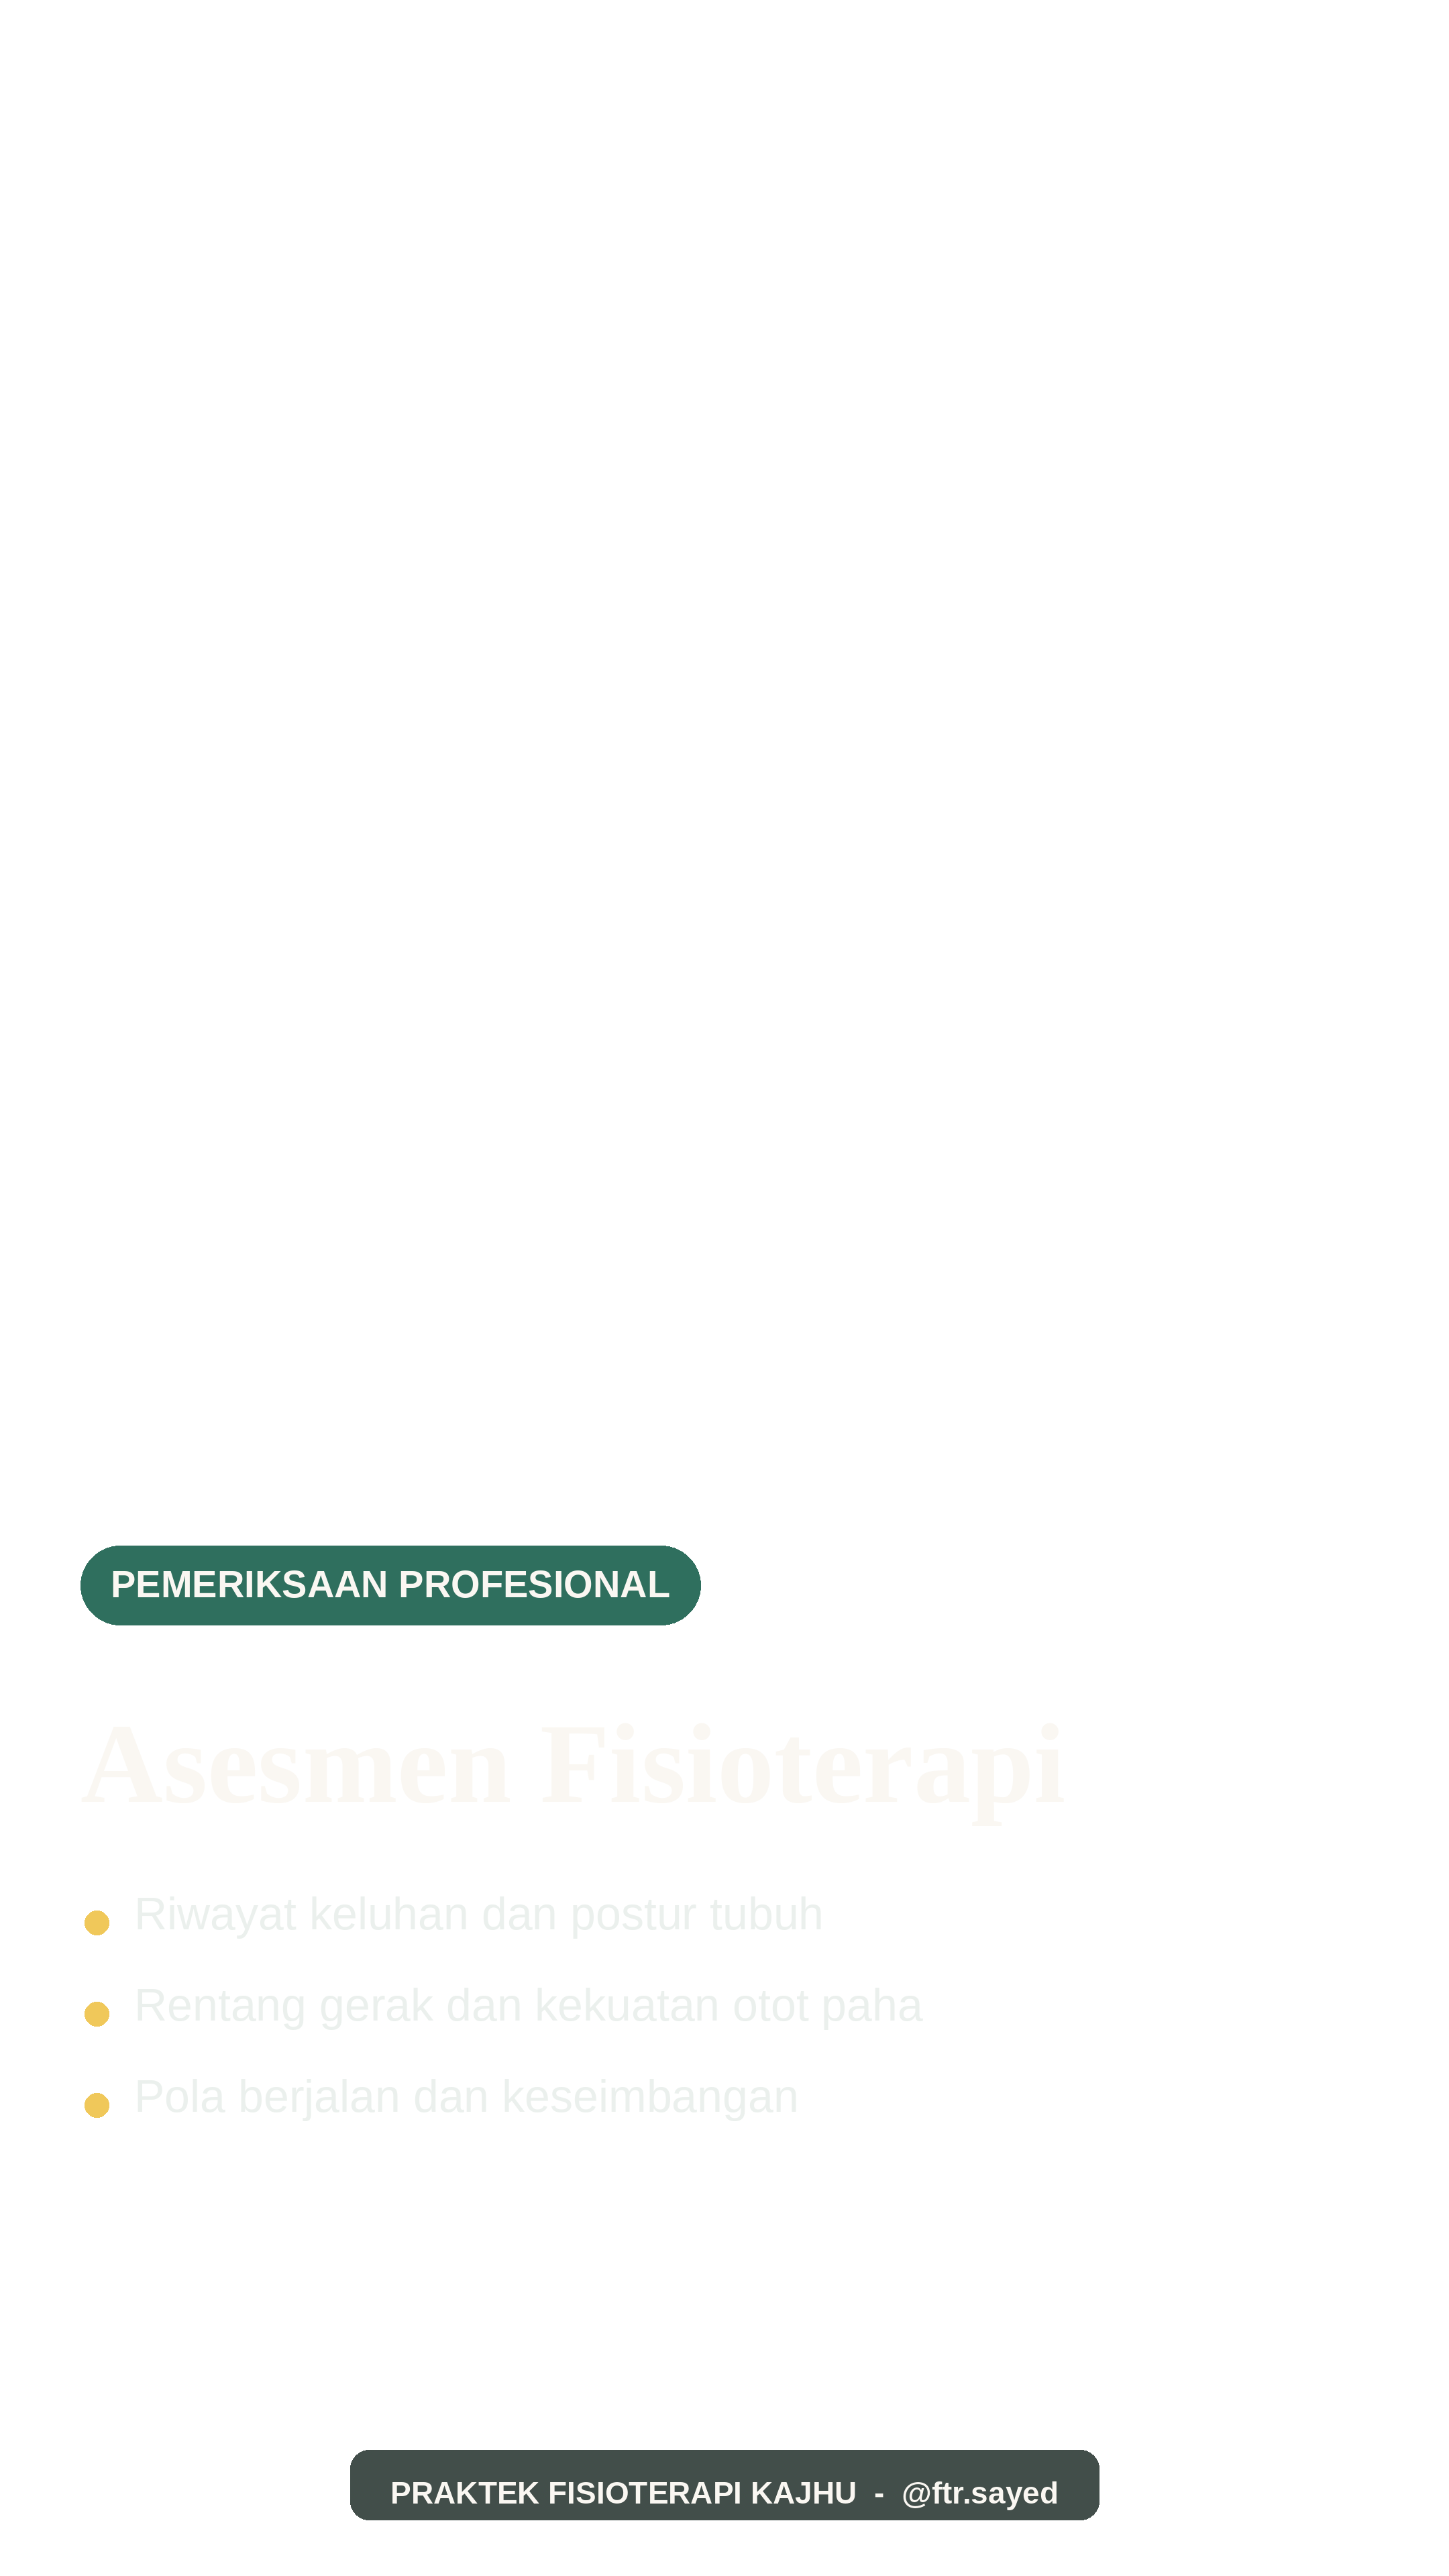 PEMERIKSAAN PROFESIONAL
Asesmen Fisioterapi
Riwayat keluhan dan postur tubuh
Rentang gerak dan kekuatan otot paha
Pola berjalan dan keseimbangan
PRAKTEK FISIOTERAPI KAJHU - @ftr.sayed